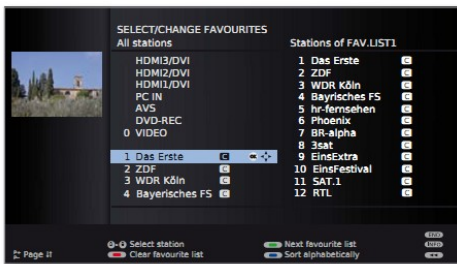 SELECT/CHANGE FAVOURITES
All stations
HDMI3/DVI
HDMI2/DVI
HDMI1/DVI
PC IN
AVS
DVD-REC
0 VIDEO
1 Das Erste C
2 ZDF C
3 WDR Köln C
4 Bayrisches FS C
Stations of FAV.LIST1
1 Das Erste C
2 ZDF C
3 WDR Köln C
4 Bayrisches FS C
5 hr-fernsehen C
6 Phoenix C
7 BR-alpha C
8 3sat C
9 EinsExtra C
10 EinsFestival C
11 SAT.1 C
12 RTL C
Page
Select station
Clear favourite list
Next favourite list
Sort alphabetically
END
INFO